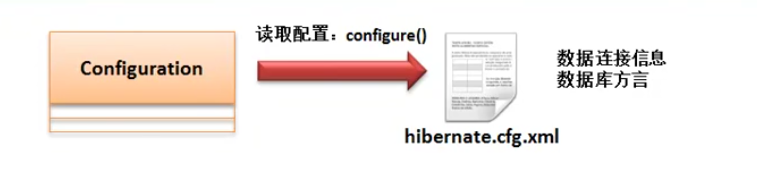 读取配置：configure()
Configuration
数据连接信息
数据库方言
hibernate.cfg.xml